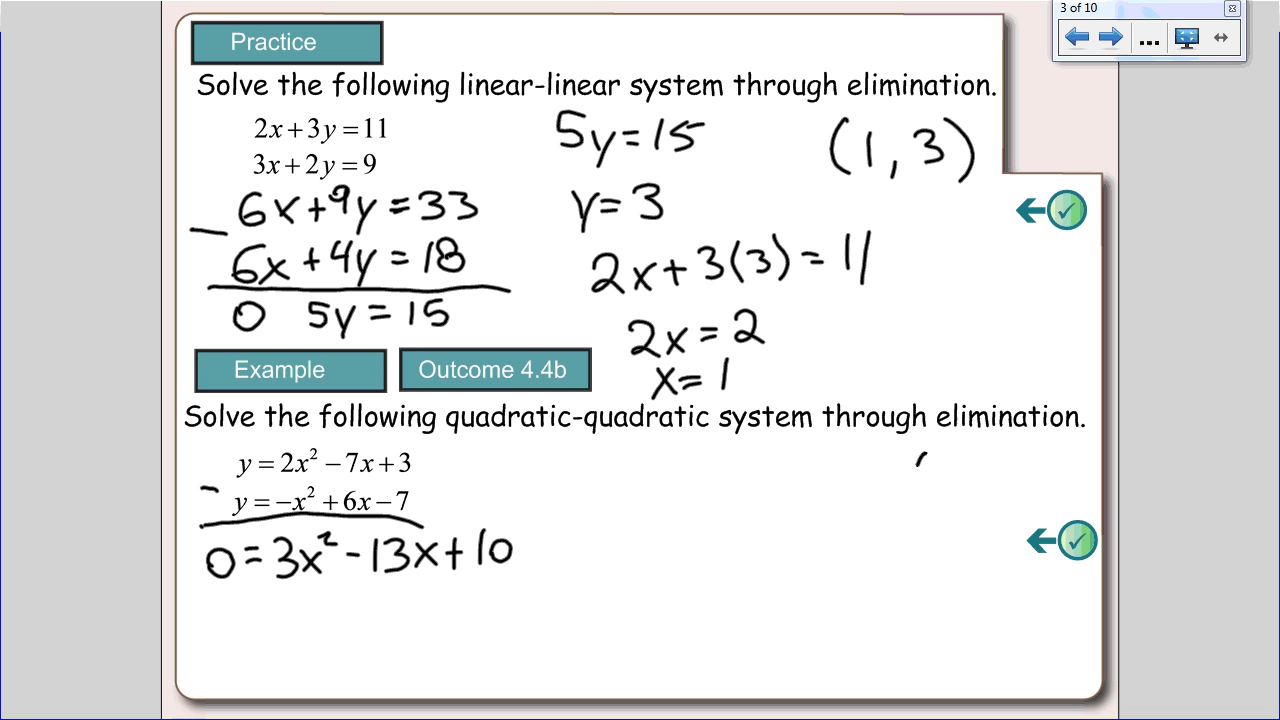 3 of 10
Practice
Solve the following linear-linear system through elimination.
2x+3y=11
3x+2y=9
6x+9y=33
- 6x+4y=18
0 5y=15
5y=15
y=3
2x+3(3)=11
2x=2
x=1
(1,3)
Example
Outcome 4.4b
Solve the following quadratic-quadratic system through elimination.
y=2x²-7x+3
- y=-x²+6x-7
0=3x²-13x+10